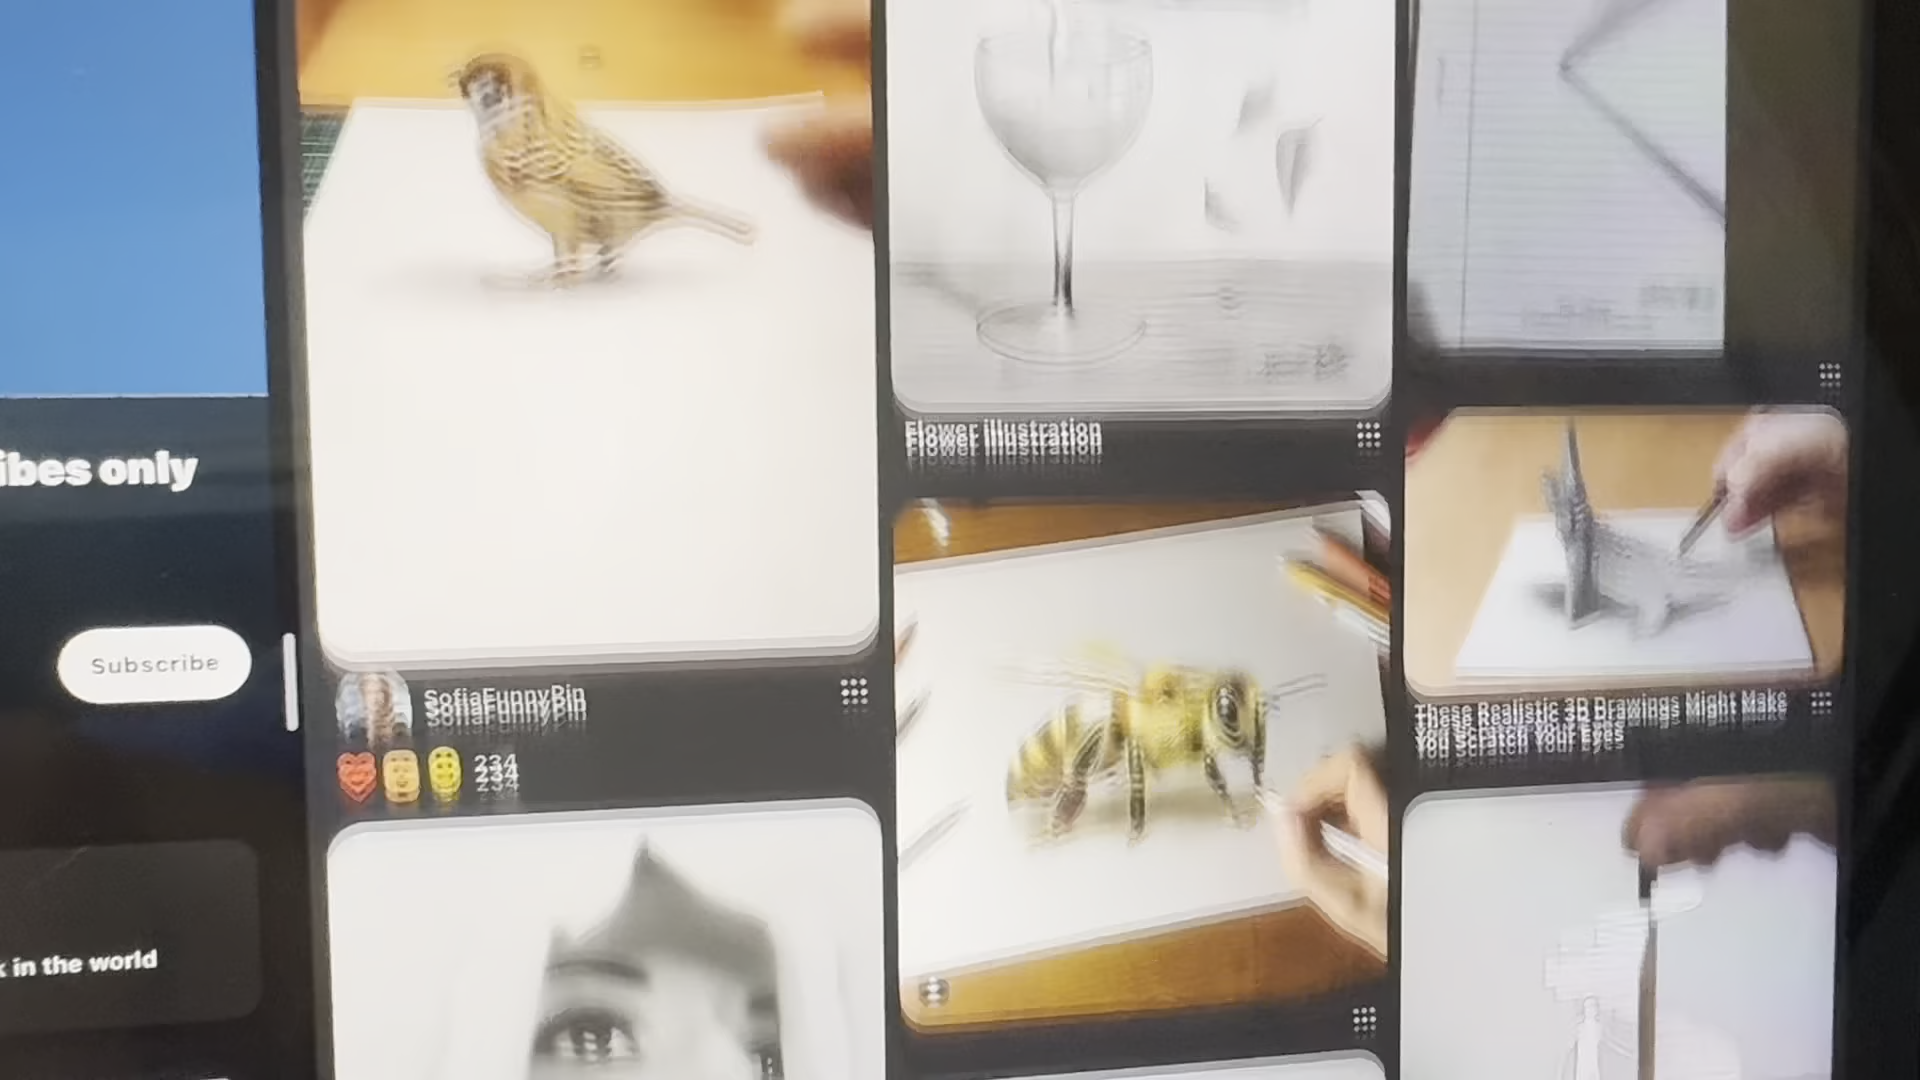 ibes only
Subscribe
k in the world
SofiaFunnyPin
234
Flower illustration
These Realistic 3D Drawings Might Make
You Scratch Your Eyes